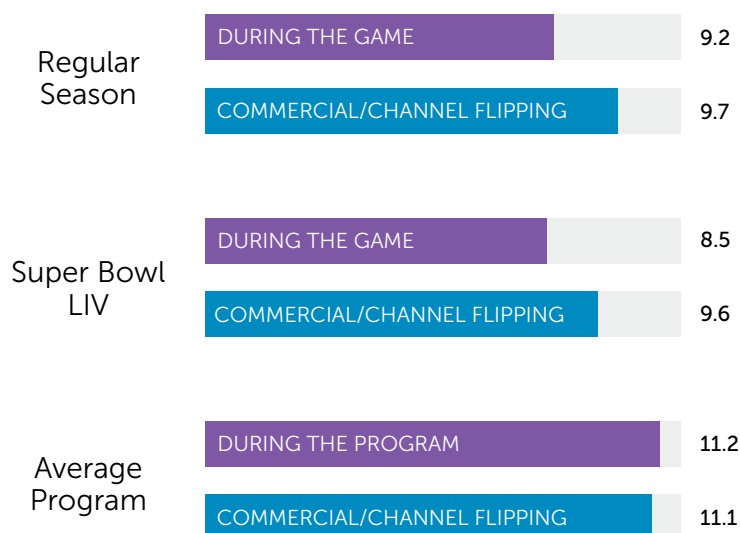 Regular
Season
DURING THE GAME
9.2
COMMERCIAL/CHANNEL FLIPPING
9.7
Super Bowl
LIV
DURING THE GAME
8.5
COMMERCIAL/CHANNEL FLIPPING
9.6
Average
Program
DURING THE PROGRAM
11.2
COMMERCIAL/CHANNEL FLIPPING
11.1